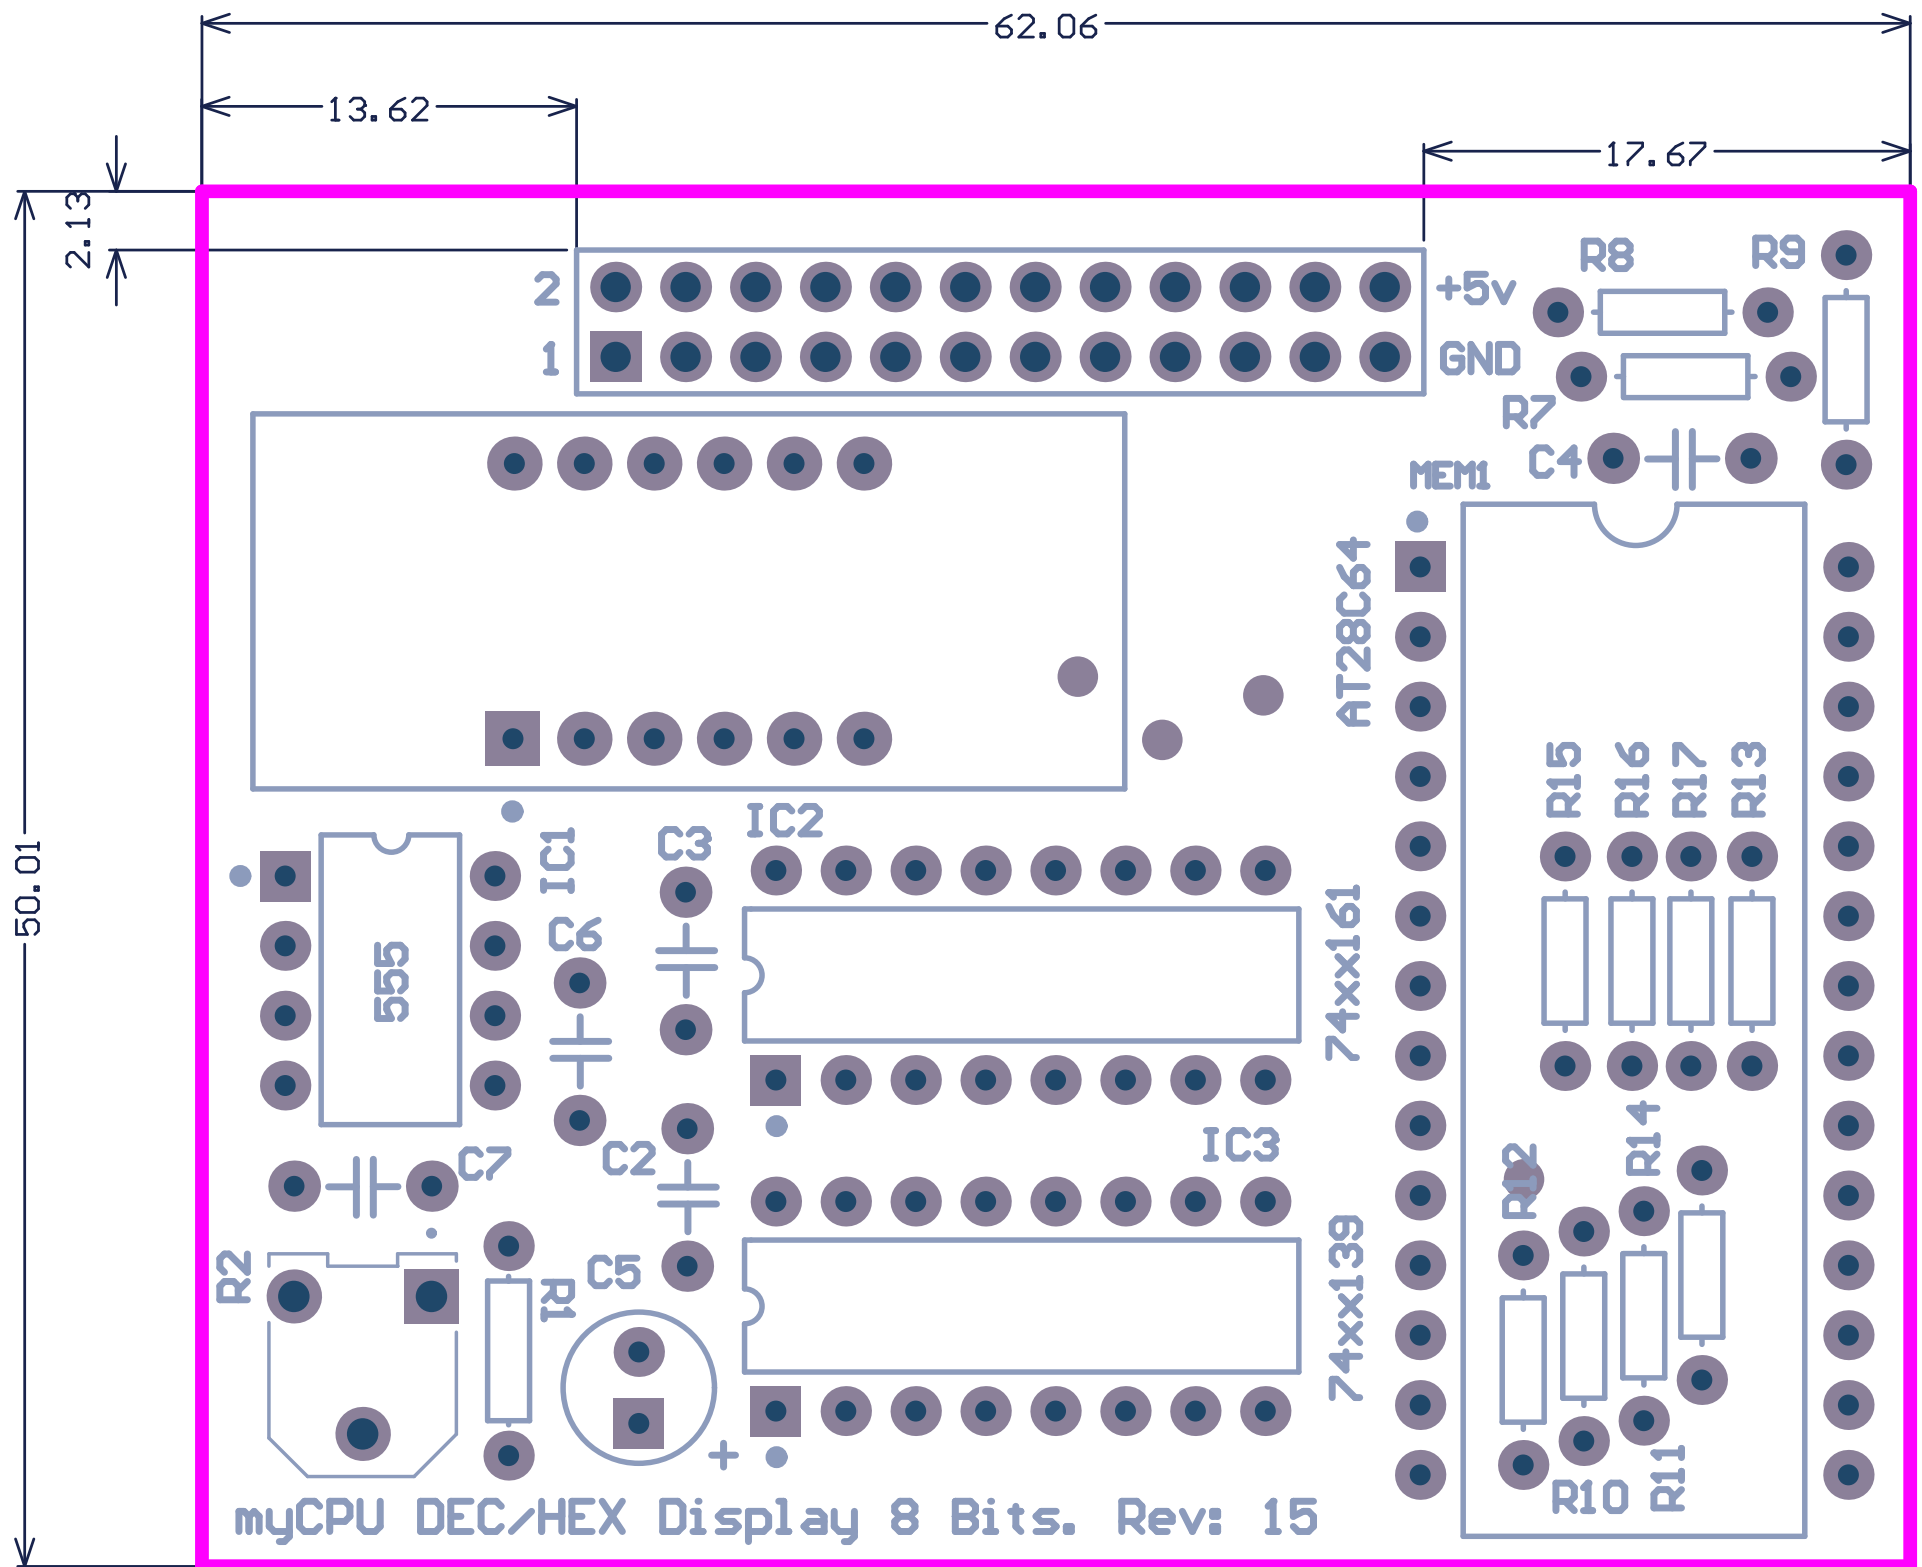 62.06
13.62
17.67
2.13
2
+5v
1
GND
R8
R9
R7
C4
MEM1
AT28C64
R15
R16
R17
R13
IC1
C3
IC2
555
C6
74xx161
C7
C2
IC3
R12
R14
R2
R1
C5
74xx139
+
R10
R11
50.01
myCPU DEC/HEX Display 8 Bits. Rev: 15